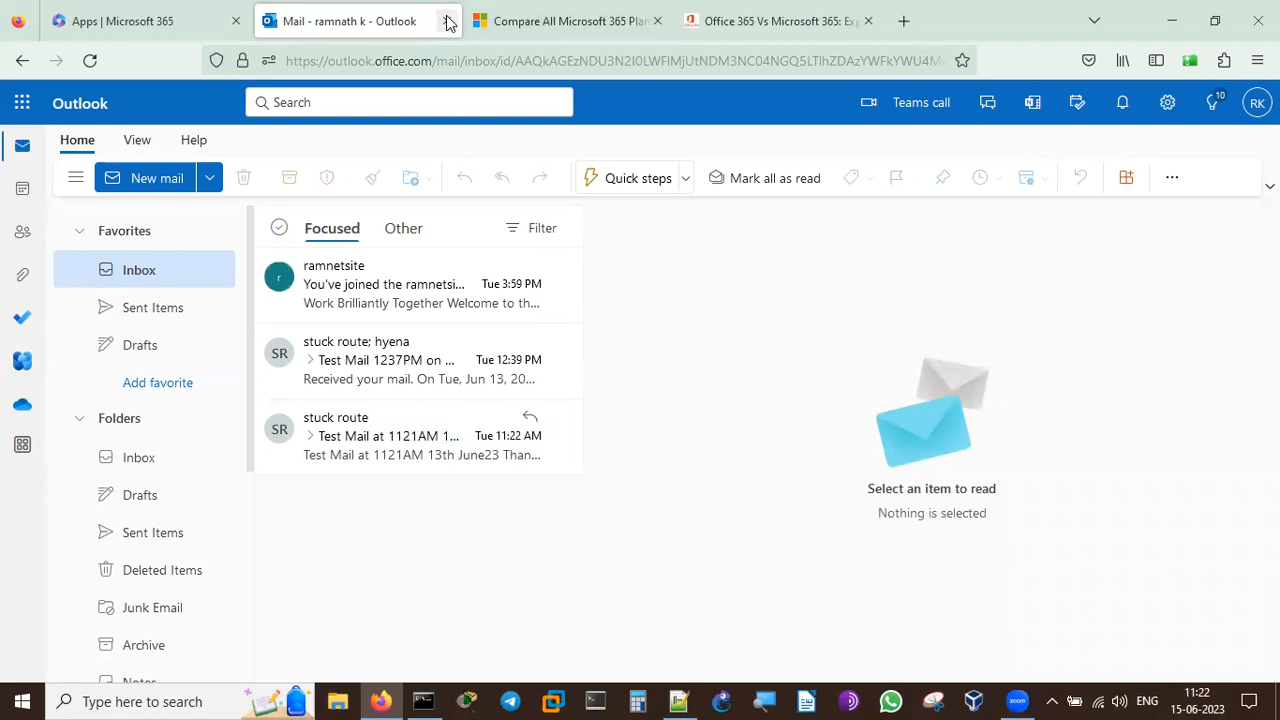 Apps | Microsoft 365
Mail - ramnath k - Outlook
Compare All Microsoft 365 Plan
Office 365 Vs Microsoft 365: Exp
https://outlook.office.com/mail/inbox/id/
Outlook
Search
Teams call
10
RK
Home
View
Help
New mail
Quick steps
Mark all as read
Favorites
Inbox
Sent Items
Drafts
Add favorite
Folders
Inbox
Drafts
Sent Items
Deleted Items
Junk Email
Archive
Notes
Focused
Other
Filter
r
ramnetsite
You've joined the ramnetsi... Tue 3:59 PM
Work Brilliantly Together Welcome to th...
SR
stuck route; hyena
Test Mail 1237PM on ... Tue 12:39 PM
Received your mail. On Tue, Jun 13, 20...
SR
stuck route
Test Mail at 1121AM 1... Tue 11:22 AM
Test Mail at 1121AM 13th June23 Than...
Select an item to read
Nothing is selected
Type here to search
ENG
11:22
15-06-2023